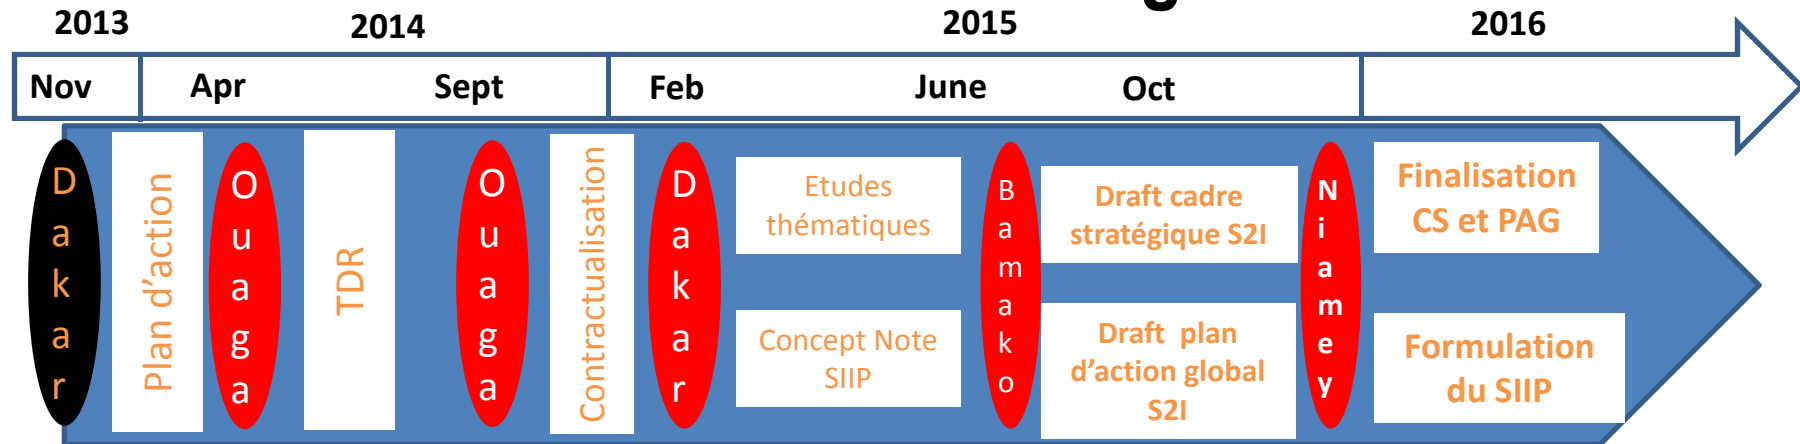 g
2013
2014
2015
2016
Nov
Apr
Sept
Feb
June
Oct
Dakar
Plan d'action
Ouaga
TDR
Ouaga
Contractualisation
Dakar
Etudes
thématiques
Concept Note
SIIP
Bamako
Draft cadre
stratégique S2I
Draft plan
d'action global
S2I
Niamey
Finalisation
CS et PAG
Formulation
du SIIP